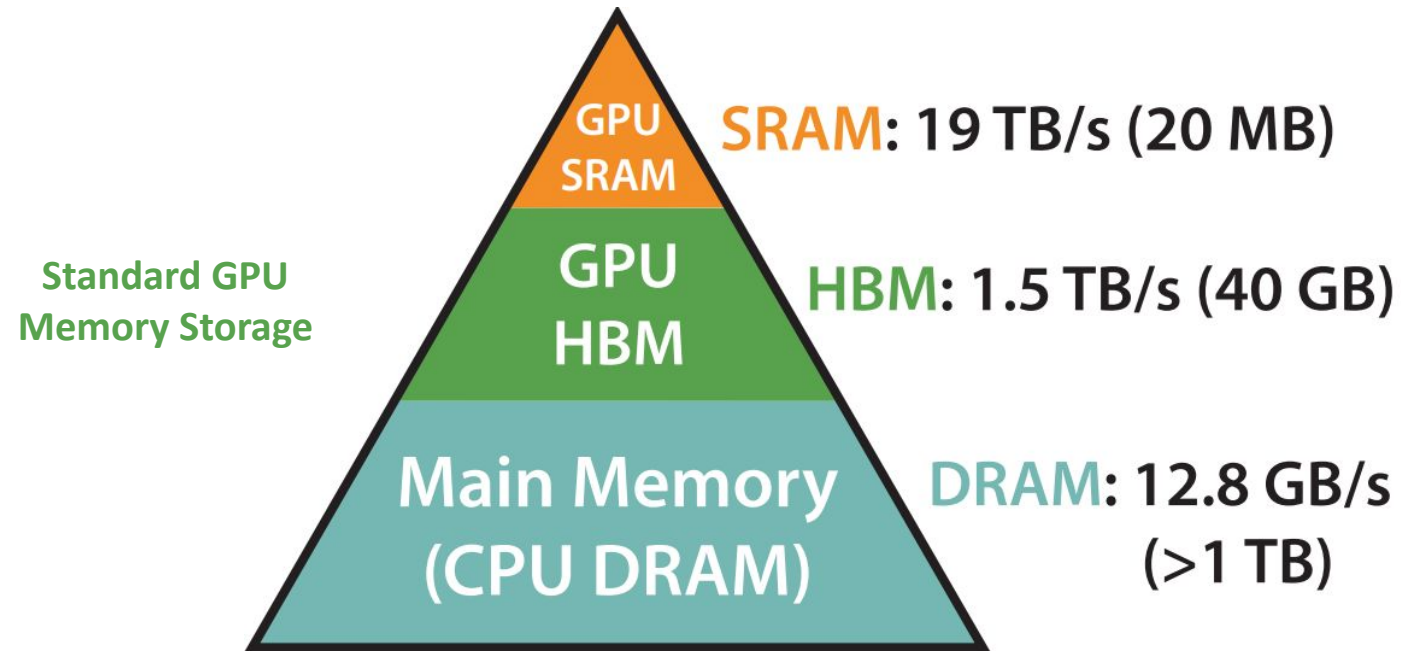 GPU
SRAM
SRAM: 19 TB/s (20 MB)
Standard GPU
Memory Storage
GPU
HBM
HBM: 1.5 TB/s (40 GB)
Main Memory
(CPU DRAM)
DRAM: 12.8 GB/s
(>1 TB)